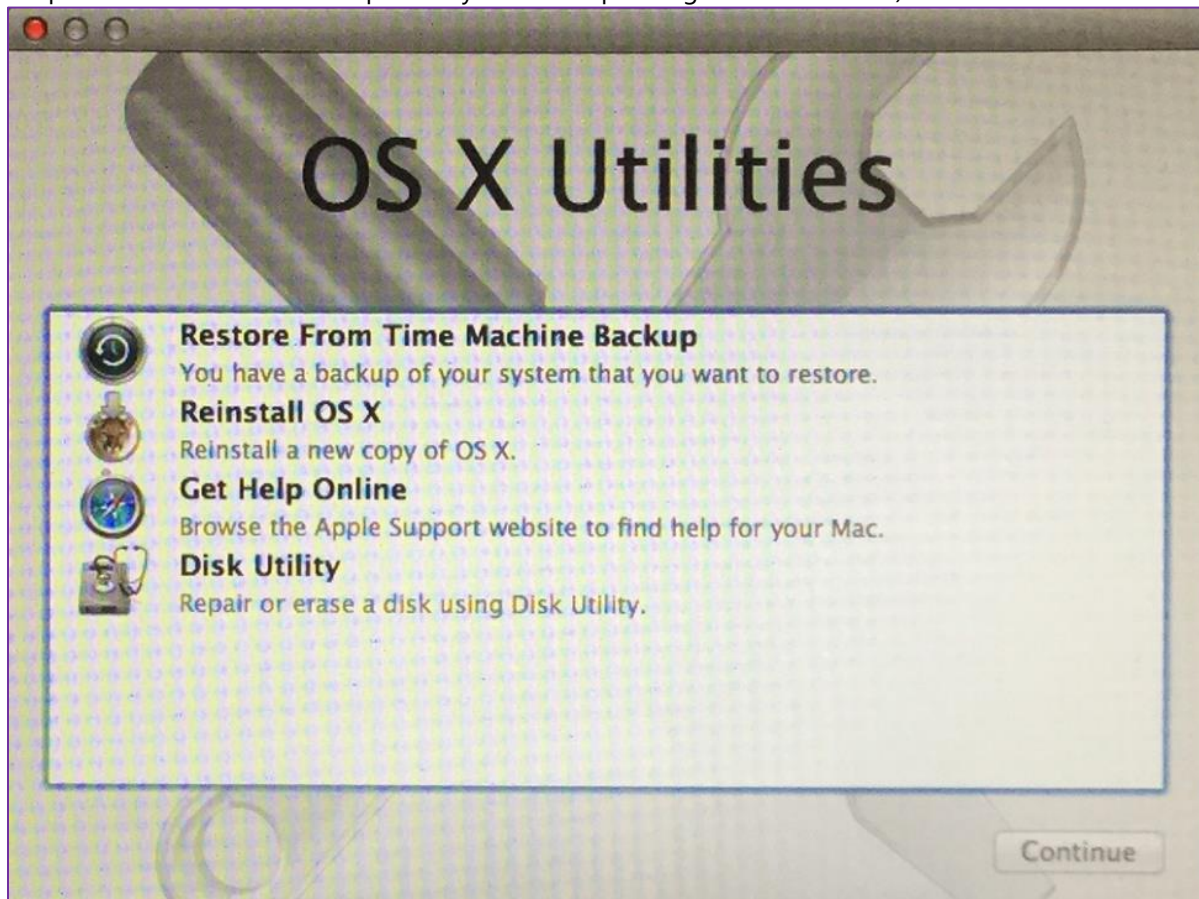 OS X Utilities
Restore From Time Machine Backup
You have a backup of your system that you want to restore.
Reinstall OS X
Reinstall a new copy of OS X.
Get Help Online
Browse the Apple Support website to find help for your Mac.
Disk Utility
Repair or erase a disk using Disk Utility.
Continue